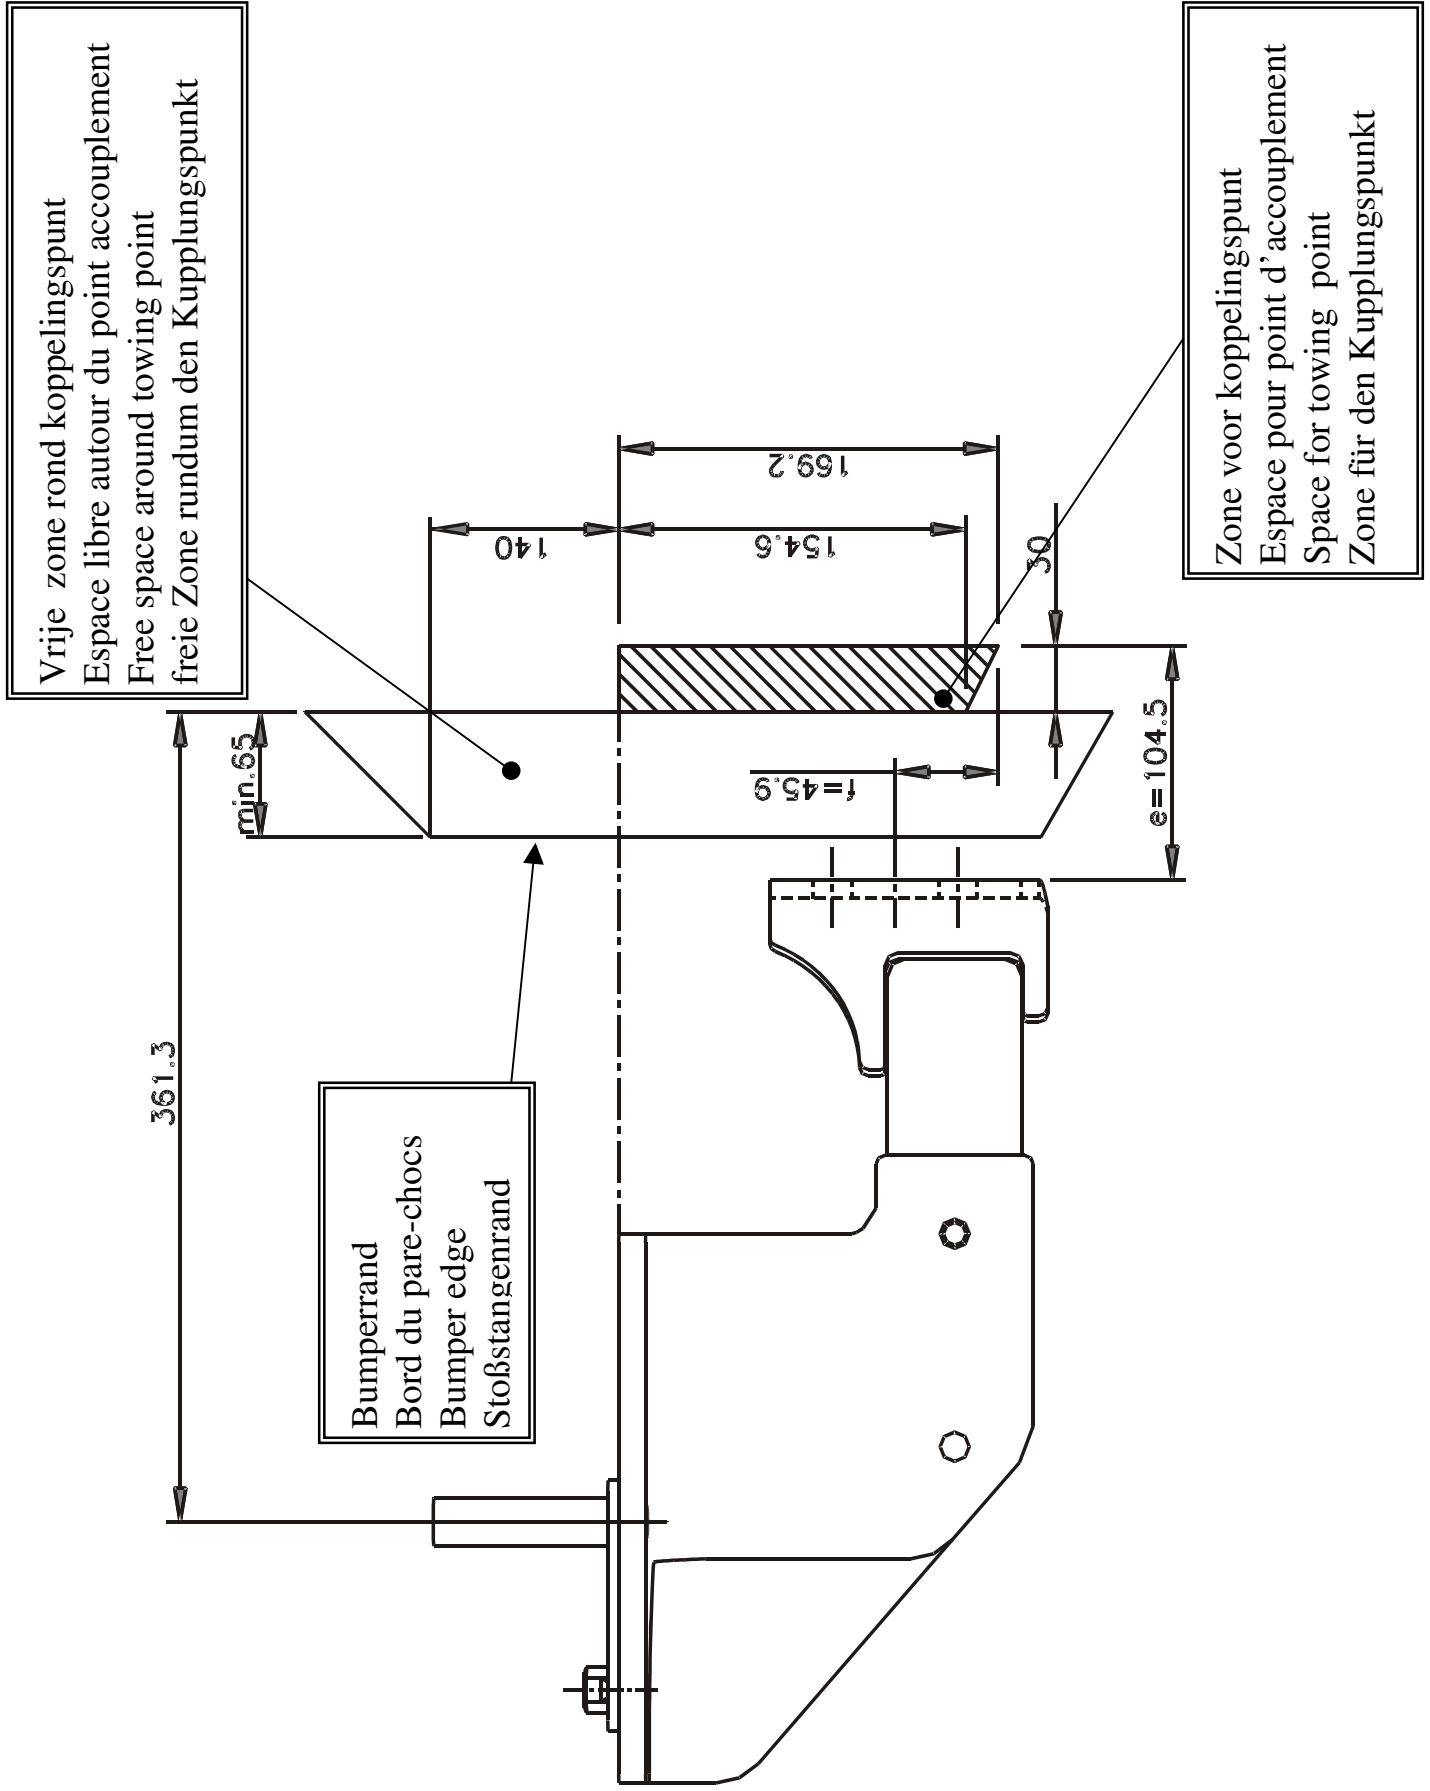 Vrije zone rond koppelingspunt
Espace libre autour du point accouplement
Free space around towing point
freie Zone rundum den Kupplungspunkt
Zone voor koppelingspunt
Espace pour point d'accouplement
Space for towing point
Zone für den Kupplungspunkt
Bumperrand
Bord du pare-chocs
Bumper edge
Stoßstangenrand
361.3
min.65
140
169.2
154.6
30
f=45.9
e=104.5